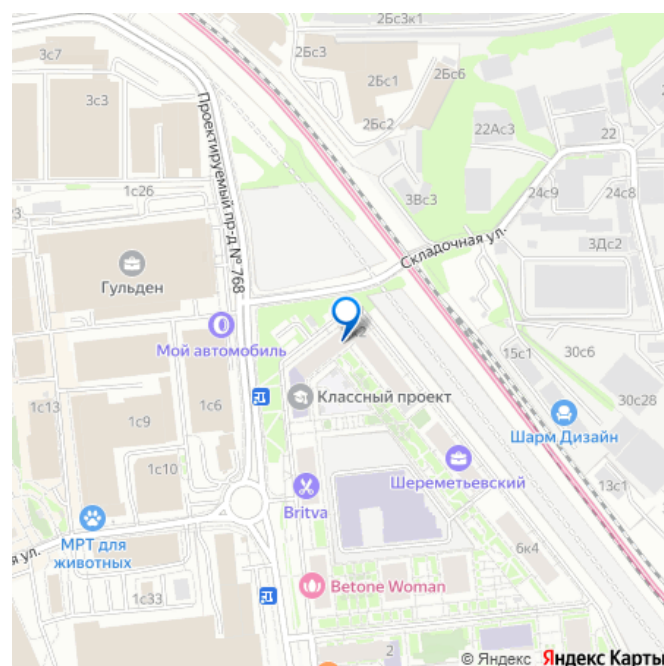 2Бс3к1
2Бс3
3с7
2Бс6
2Бс1
3с3
2Бс2
22Ас3
22
Проектируемый пр-д № 768
1с26
3Вс3
24с9
24с8
Складочная ул.
3Дс2
Гульден
Мой автомобиль
15с1
30с6
1с13
1с6
Классный проект
30с28
1с9
Шарм Дизайн
1с10
Шереметьевский
13с1
Britva
МРТ для
животных
6к4
1с33
Betone Woman
2
© Яндекс Яндекс Карты